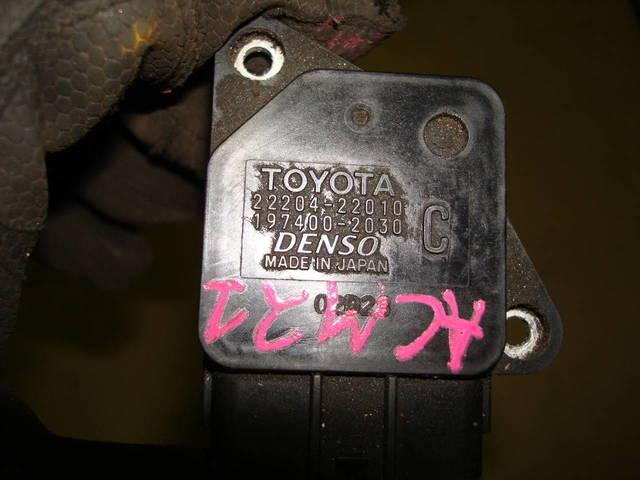 TOYOTA
22204-22010
197400-2030
DENSO
MADE IN JAPAN
C
ACM21